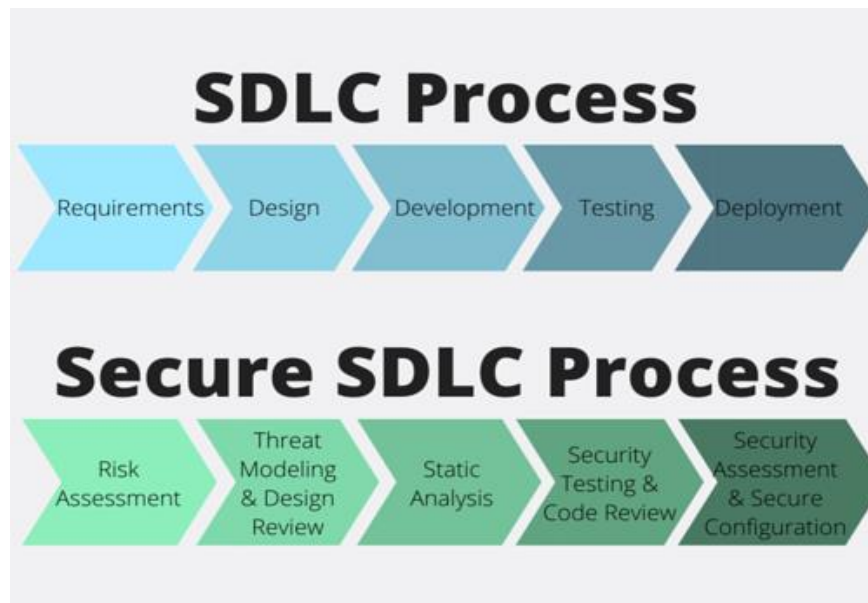 SDLC Process
Requirements
Design
Development
Testing
Deployment
Secure SDLC Process
Risk
Assessment
Threat
Modeling
& Design
Review
Static
Analysis
Security
Testing &
Code Review
Security
Assessment
& Secure
Configuration